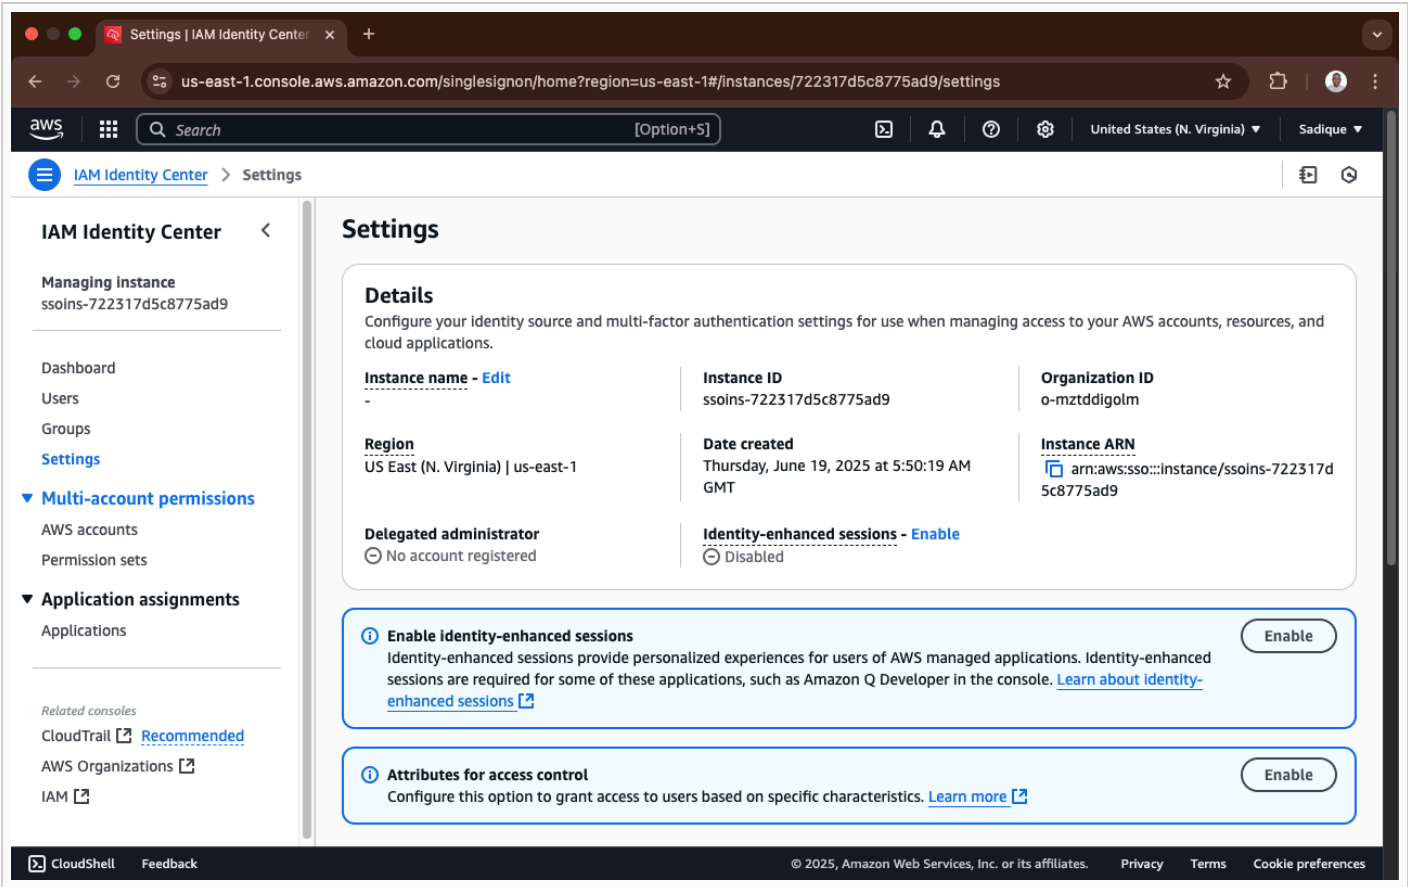 Settings | IAM Identity Center
us-east-1.console.aws.amazon.com/singlesignon/home?region=us-east-1#/instances/722317d5c8775ad9/settings
aws
Search
[Option+S]
United States (N. Virginia)
Sadique
IAM Identity Center
Settings
IAM Identity Center
Managing instance
ssoins-722317d5c8775ad9
Dashboard
Users
Groups
Settings
Multi-account permissions
AWS accounts
Permission sets
Application assignments
Applications
Related consoles
CloudTrail Recommended
AWS Organizations
IAM
Settings
Details
Configure your identity source and multi-factor authentication settings for use when managing access to your AWS accounts, resources, and
cloud applications.
Instance name - Edit
-
Instance ID
ssoins-722317d5c8775ad9
Organization ID
o-mztddigolm
Region
US East (N. Virginia) | us-east-1
Date created
Thursday, June 19, 2025 at 5:50:19 AM
GMT
Instance ARN
arn:aws:sso:::instance/ssoins-722317d
5c8775ad9
Delegated administrator
No account registered
Identity-enhanced sessions - Enable
Disabled
Enable identity-enhanced sessions
Identity-enhanced sessions provide personalized experiences for users of AWS managed applications. Identity-enhanced
sessions are required for some of these applications, such as Amazon Q Developer in the console. Learn about identity-
enhanced sessions
Enable
Attributes for access control
Configure this option to grant access to users based on specific characteristics. Learn more
Enable
CloudShell
Feedback
© 2025, Amazon Web Services, Inc. or its affiliates.
Privacy
Terms
Cookie preferences